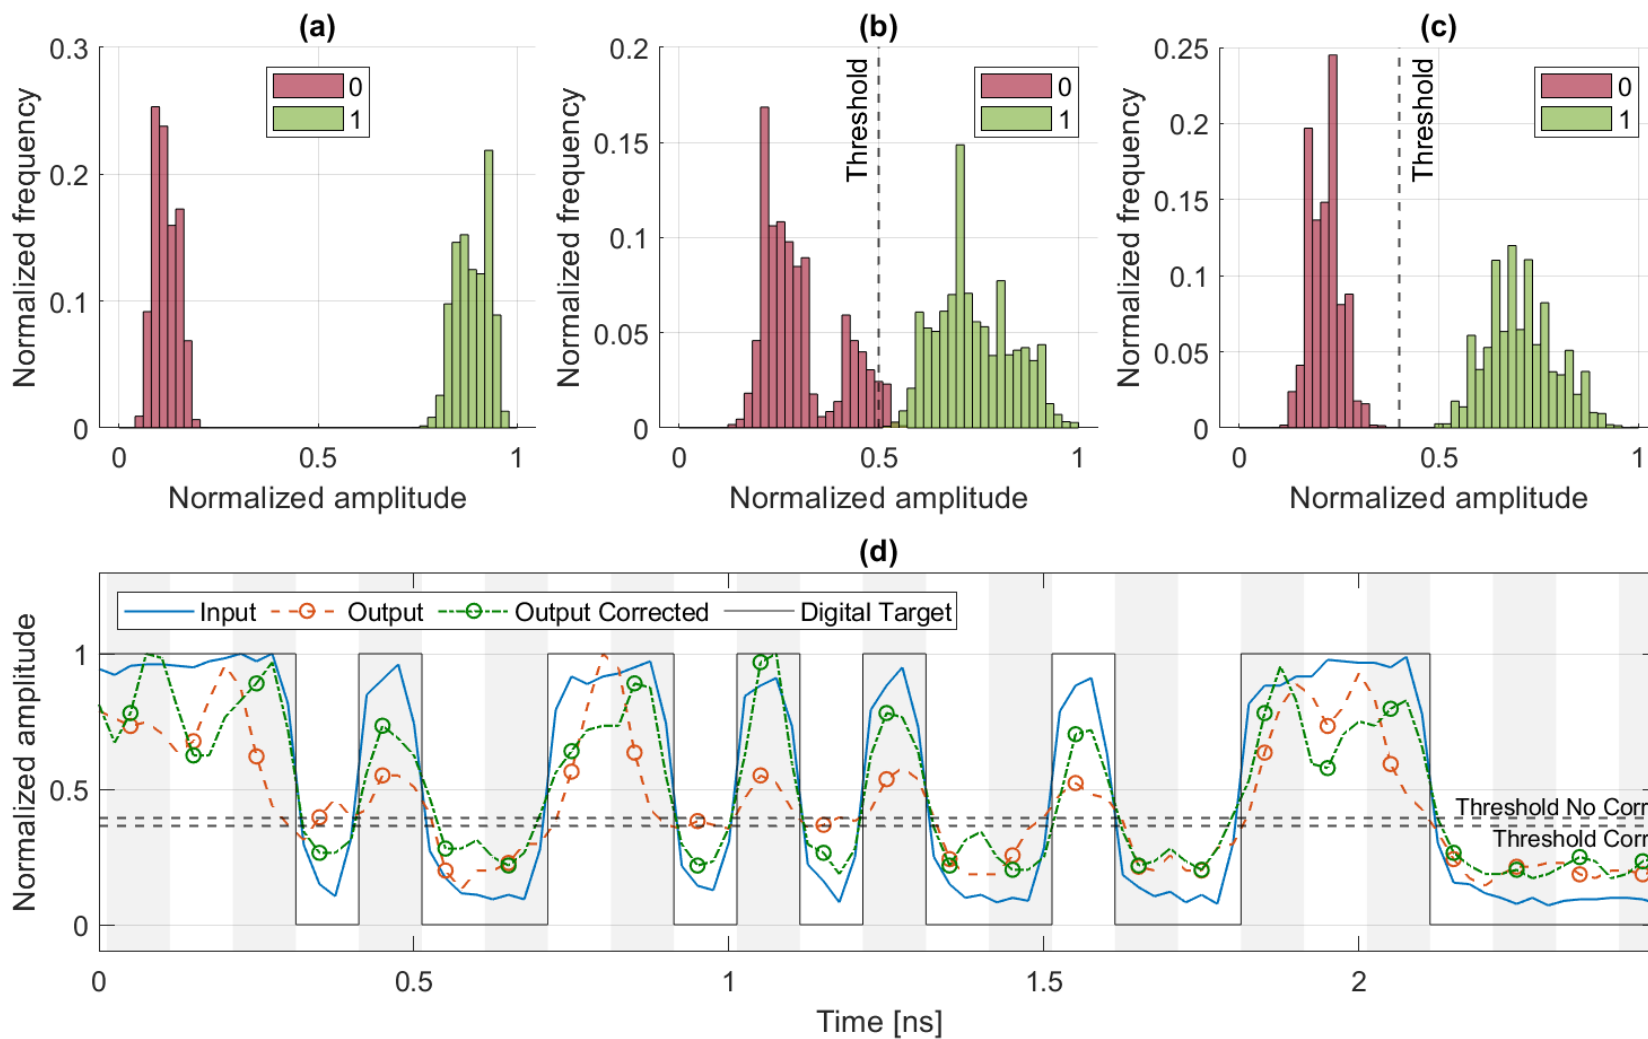 (a)
0.3
0.2
0.1
0
0 0.5 1
Normalized frequency
Normalized amplitude
0
1
(b)
0.2
0.15
0.1
0.05
0
0 0.5 1
Normalized frequency
Normalized amplitude
Threshold
0
1
(c)
0.25
0.2
0.15
0.1
0.05
0
0 0.5 1
Normalized frequency
Normalized amplitude
Threshold
0
1
(d)
Input Output Output Corrected Digital Target
1
0.5
0
Normalized amplitude
Threshold No Corr
Threshold Corr
0 0.5 1 1.5 2
Time [ns]